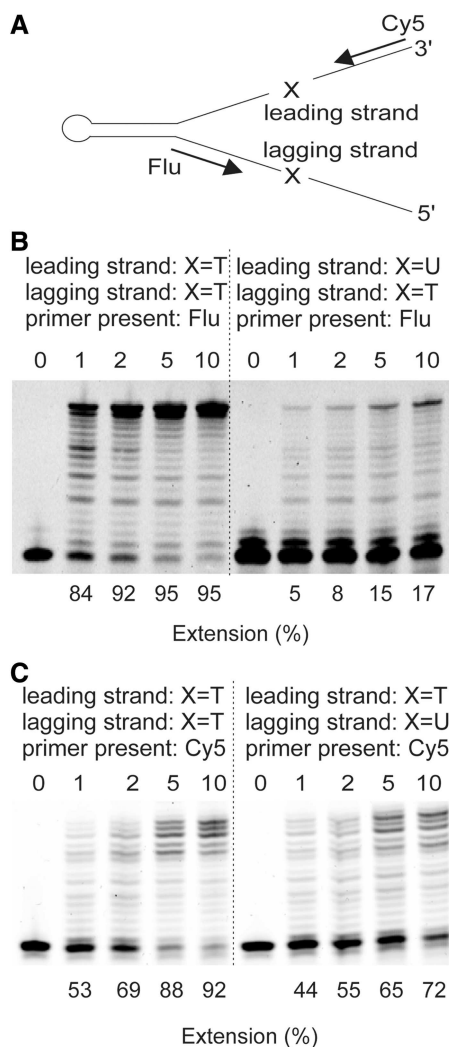 A
Cy5
3'
X
leading strand
lagging strand
Flu
X
5'
B
leading strand: X=T leading strand: X=U
lagging strand: X=T lagging strand: X=T
primer present: Flu primer present: Flu
0 1 2 5 10 0 1 2 5 10
84 92 95 95 5 8 15 17
Extension (%)
C
leading strand: X=T leading strand: X=T
lagging strand: X=T lagging strand: X=U
primer present: Cy5 primer present: Cy5
0 1 2 5 10 0 1 2 5 10
53 69 88 92 44 55 65 72
Extension (%)